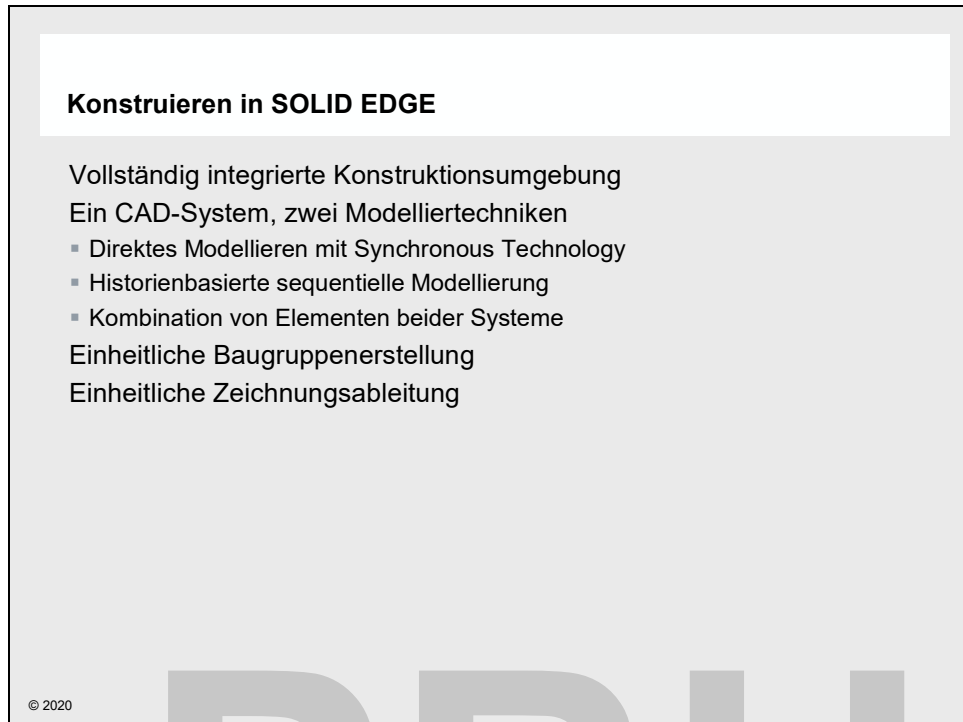 Konstruieren in SOLID EDGE
Vollständig integrierte Konstruktionsumgebung
Ein CAD-System, zwei Modelliertechniken
▪ Direktes Modellieren mit Synchronous Technology
▪ Historienbasierte sequentielle Modellierung
▪ Kombination von Elementen beider Systeme
Einheitliche Baugruppenerstellung
Einheitliche Zeichnungsableitung
© 2020